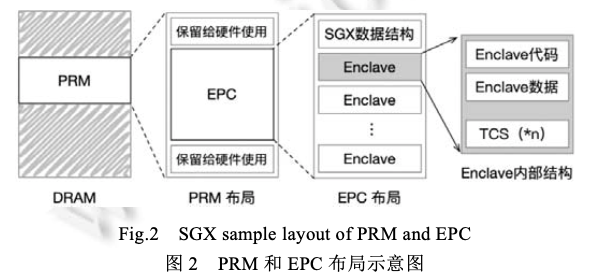 PRM
DRAM
保留给硬件使用
EPC
保留给硬件使用
PRM 布局
SGX数据结构
Enclave
Enclave
⋮
Enclave
EPC 布局
Enclave代码
Enclave数据
TCS（*n）
Enclave内部结构
Fig.2 SGX sample layout of PRM and EPC
图 2 PRM 和 EPC 布局示意图